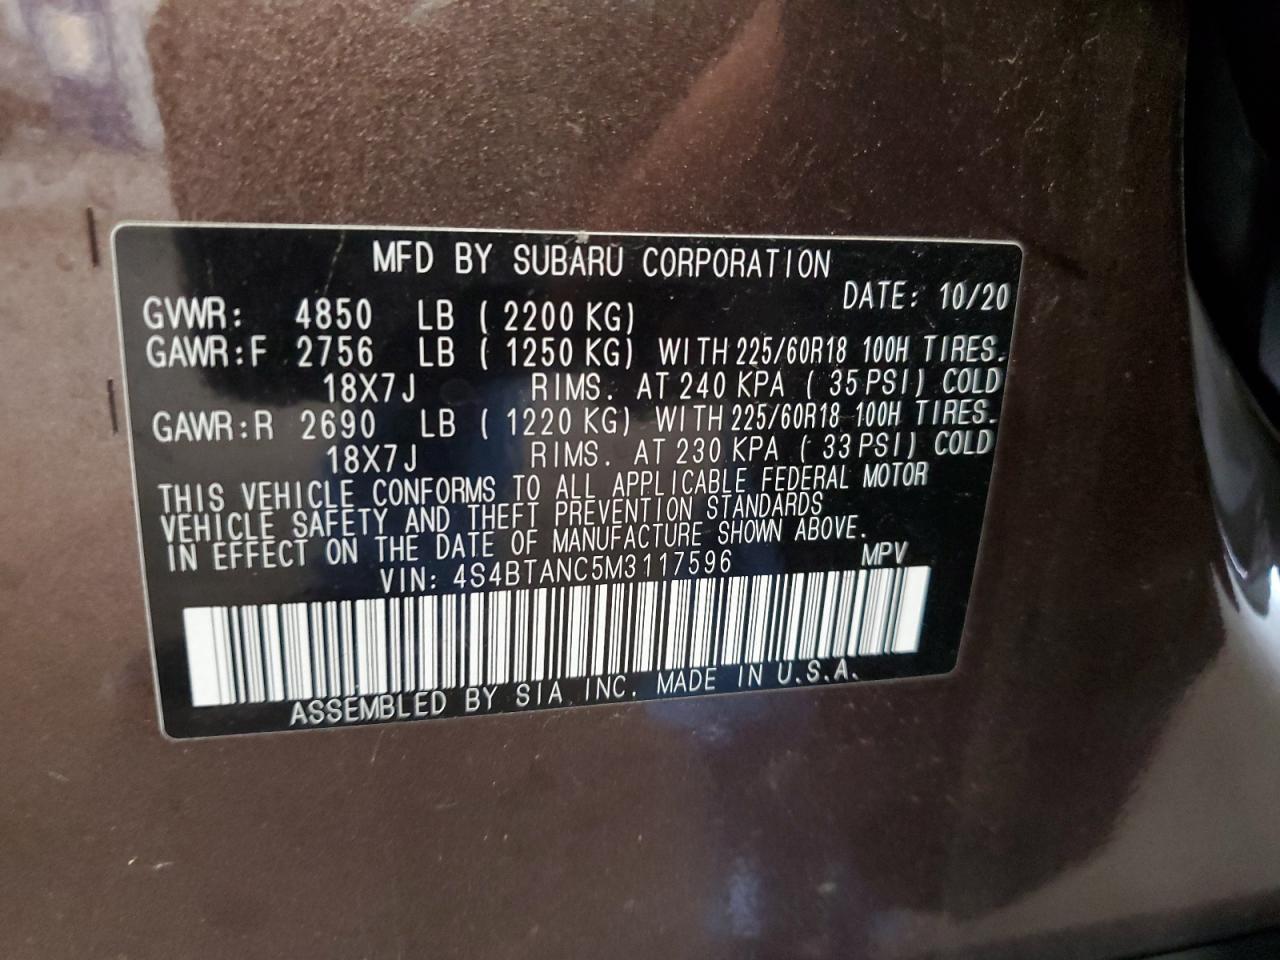 MFD BY SUBARU CORPORATION
DATE: 10/20
GVWR: 4850 LB ( 2200 KG)
GAWR:F 2756 LB ( 1250 KG) WITH 225/60R18 100H TIRES.
18X7J RIMS. AT 240 KPA ( 35 PSI) COLD
GAWR:R 2690 LB ( 1220 KG) WITH 225/60R18 100H TIRES.
18X7J RIMS. AT 230 KPA ( 33 PSI) COLD
THIS VEHICLE CONFORMS TO ALL APPLICABLE FEDERAL MOTOR
VEHICLE SAFETY AND THEFT PREVENTION STANDARDS
IN EFFECT ON THE DATE OF MANUFACTURE SHOWN ABOVE.
VIN: 4S4BTANC5M3117596 MPV
ASSEMBLED BY SIA INC. MADE IN U.S.A.